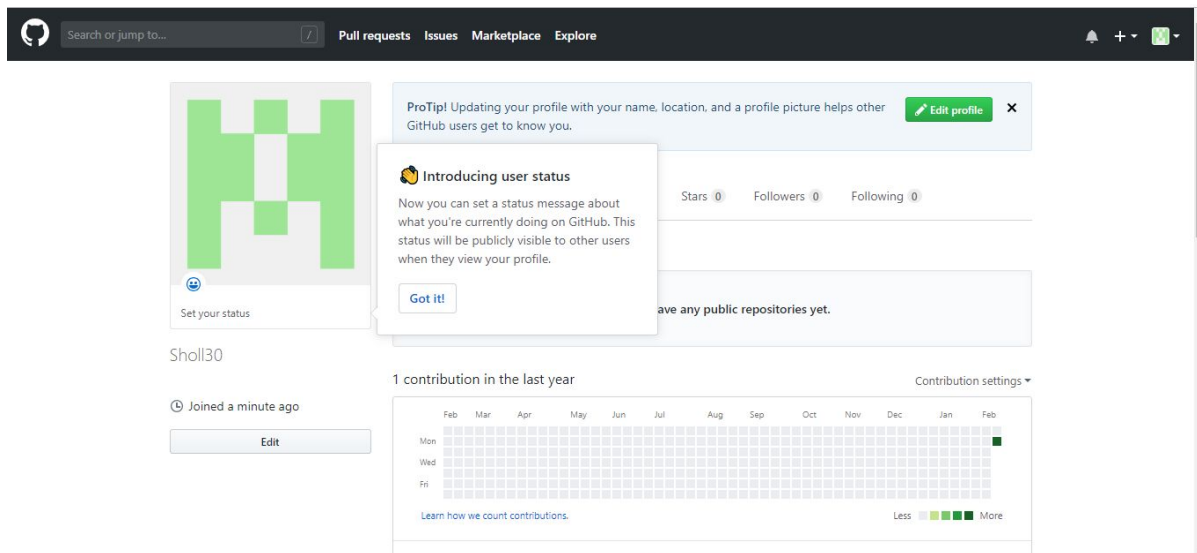 Search or jump to...
/
Pull requests Issues Marketplace Explore
ProTip! Updating your profile with your name, location, and a profile picture helps other
GitHub users get to know you.
Edit profile
Introducing user status
Now you can set a status message about
what you're currently doing on GitHub. This
status will be publicly visible to other users
when they view your profile.
Got it!
Stars 0 Followers 0 Following 0
ave any public repositories yet.
Set your status
Sholl30
Joined a minute ago
Edit
1 contribution in the last year
Contribution settings
Feb Mar Apr May Jun Jul Aug Sep Oct Nov Dec Jan Feb
Mon
Wed
Fri
Learn how we count contributions.
Less More